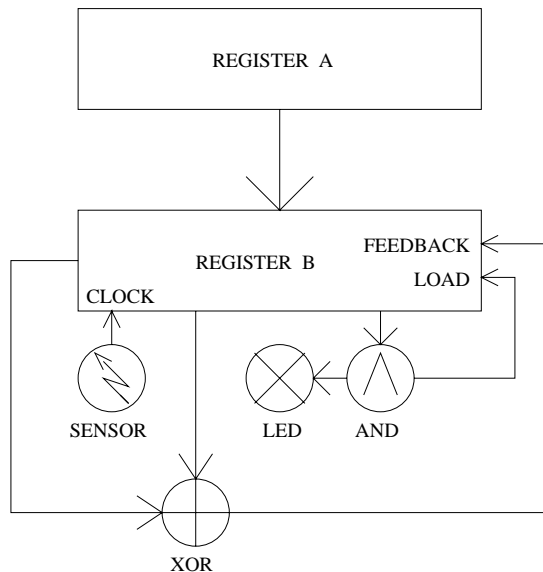 REGISTER A
REGISTER B
FEEDBACK
LOAD
CLOCK
SENSOR
LED
AND
XOR